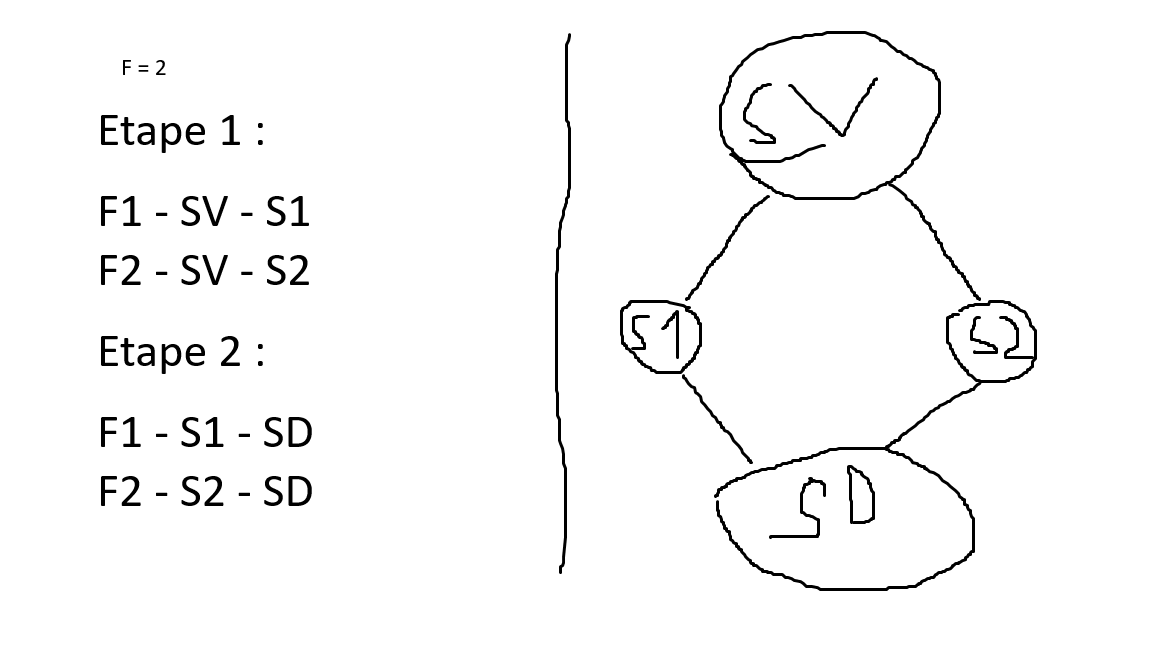 F = 2
Etape 1 :
F1 - SV - S1
F2 - SV - S2
Etape 2 :
F1 - S1 - SD
F2 - S2 - SD
SV
S1
S2
SD